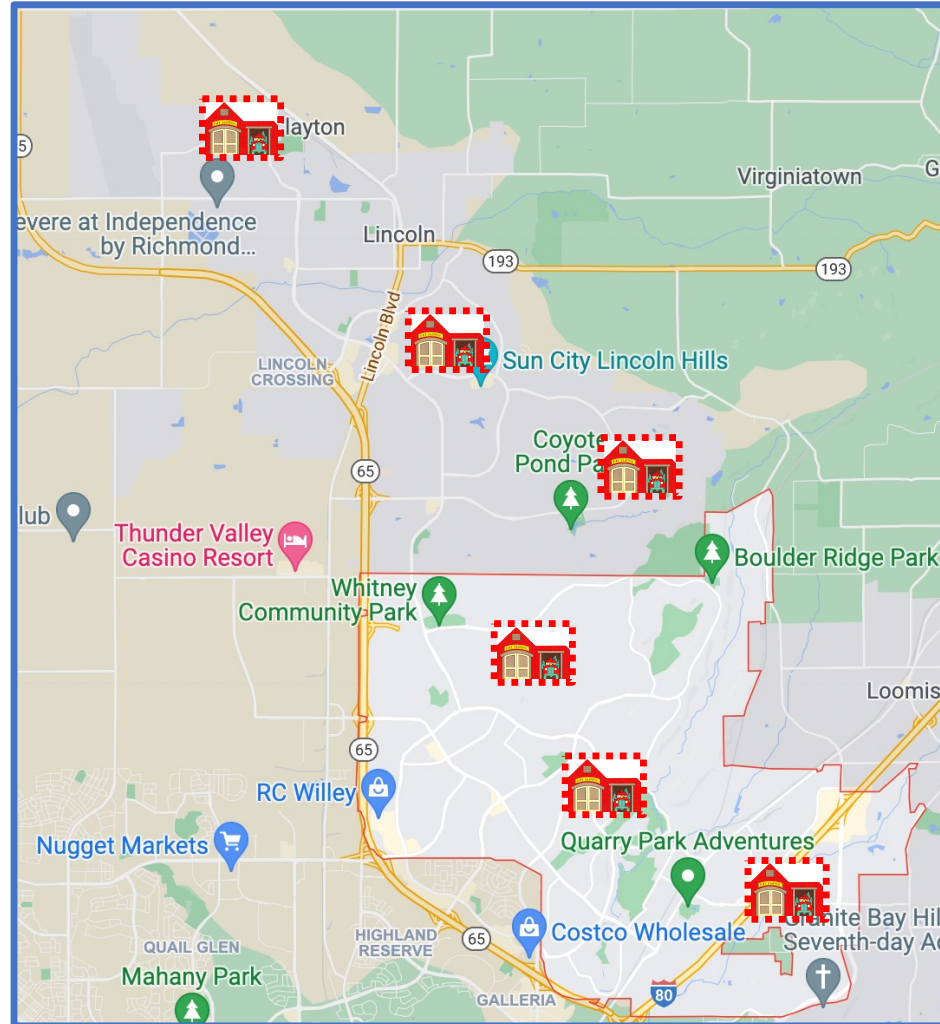 layton
5
Virginiatown
G
evere at Independence
by Richmond...
Lincoln
193
193
Lincoln Blvd
LINCOLN
CROSSING
Sun City Lincoln Hills
Coyote
Pond Pa
65
lub
Thunder Valley
Casino Resort
Boulder Ridge Park
Whitney
Community Park
Loomis
65
RC Willey
Quarry Park Adventures
Nugget Markets
anite Bay Hil
Seventh-day Ad
Costco Wholesale
65
QUAIL GLEN
HIGHLAND
RESERVE
Mahany Park
GALLERIA
80